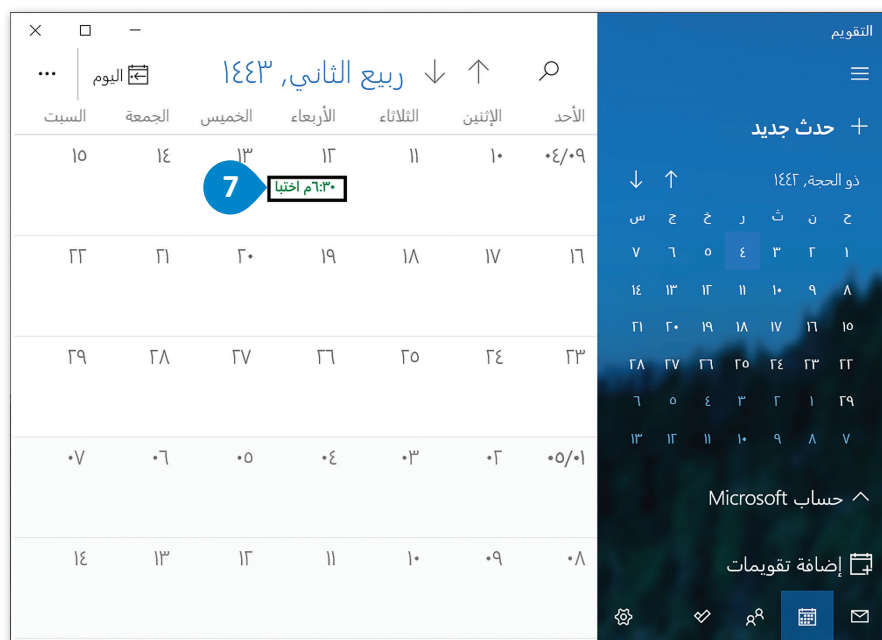 التقويم
حدث جديد
ذو الحجة, ١٤٤٢
ح ن ث ر خ ج س
١ ٢ ٣ ٤ ٥ ٦ ٧
٨ ٩ ١٠ ١١ ١٢ ١٣ ١٤
١٥ ١٦ ١٧ ١٨ ١٩ ٢٠ ٢١
٢٢ ٢٣ ٢٤ ٢٥ ٢٦ ٢٧ ٢٨
٢٩ ١ ٢ ٣ ٤ ٥ ٦
٧ ٨ ٩ ١٠ ١١ ١٢ ١٣
حساب Microsoft
إضافة تقويمات
ربيع الثاني, ١٤٤٣
اليوم
الأحد الإثنين الثلاثاء الأربعاء الخميس الجمعة السبت
٠٤/٠٩ ١٠ ١١ ١٢ ١٣ ١٤ ١٥
٦:٣٠م اختبا
7
١٦ ١٧ ١٨ ١٩ ٢٠ ٢١ ٢٢
٢٣ ٢٤ ٢٥ ٢٦ ٢٧ ٢٨ ٢٩
٠٥/٠١ ٠٢ ٠٣ ٠٤ ٠٥ ٠٦ ٠٧
٠٨ ٠٩ ١٠ ١١ ١٢ ١٣ ١٤